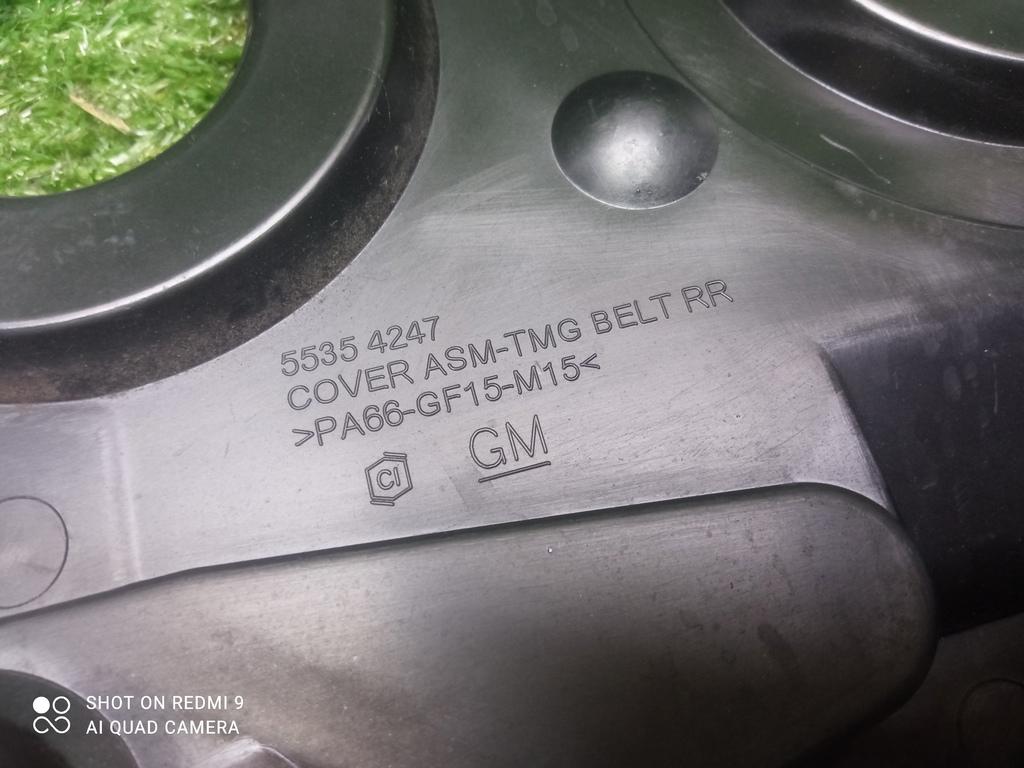 5535 4247
COVER ASM-TMG BELT RR
>PA66-GF15-M15<
CI
GM
SHOT ON REDMI 9
AI QUAD CAMERA